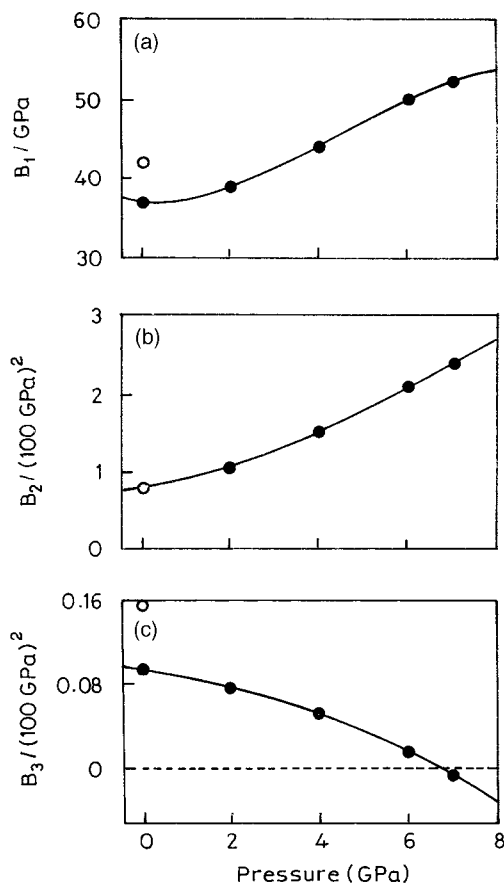 (a)
60
50
40
30
B₁ / GPa
(b)
3
2
1
0
B₂ / (100 GPa)²
(c)
0.16
0.08
0
B₃ / (100 GPa)²
0 2 4 6 8
Pressure (GPa)